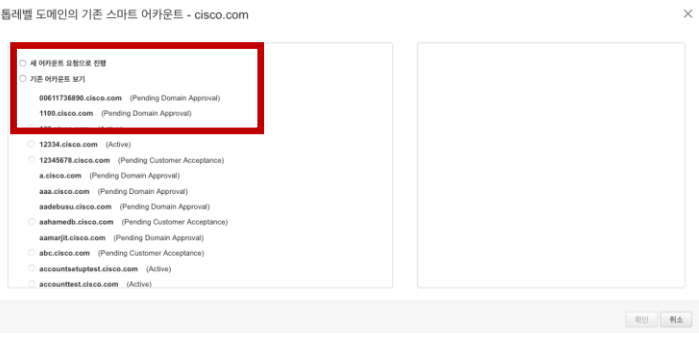 톱레벨 도메인의 기존 스마트 어카운트 - cisco.com
새 어카운트 요청으로 진행
기존 어카운트 보기
00611736890.cisco.com (Pending Domain Approval)
1100.cisco.com (Pending Domain Approval)
12334.cisco.com (Active)
12345678.cisco.com (Pending Customer Acceptance)
a.cisco.com (Pending Domain Approval)
aaa.cisco.com (Pending Domain Approval)
aadebusu.cisco.com (Pending Domain Approval)
aahamedb.cisco.com (Pending Customer Acceptance)
aamarjit.cisco.com (Pending Domain Approval)
abc.cisco.com (Pending Customer Acceptance)
accountsetuptest.cisco.com (Active)
accounttest.cisco.com (Active)
확인 취소